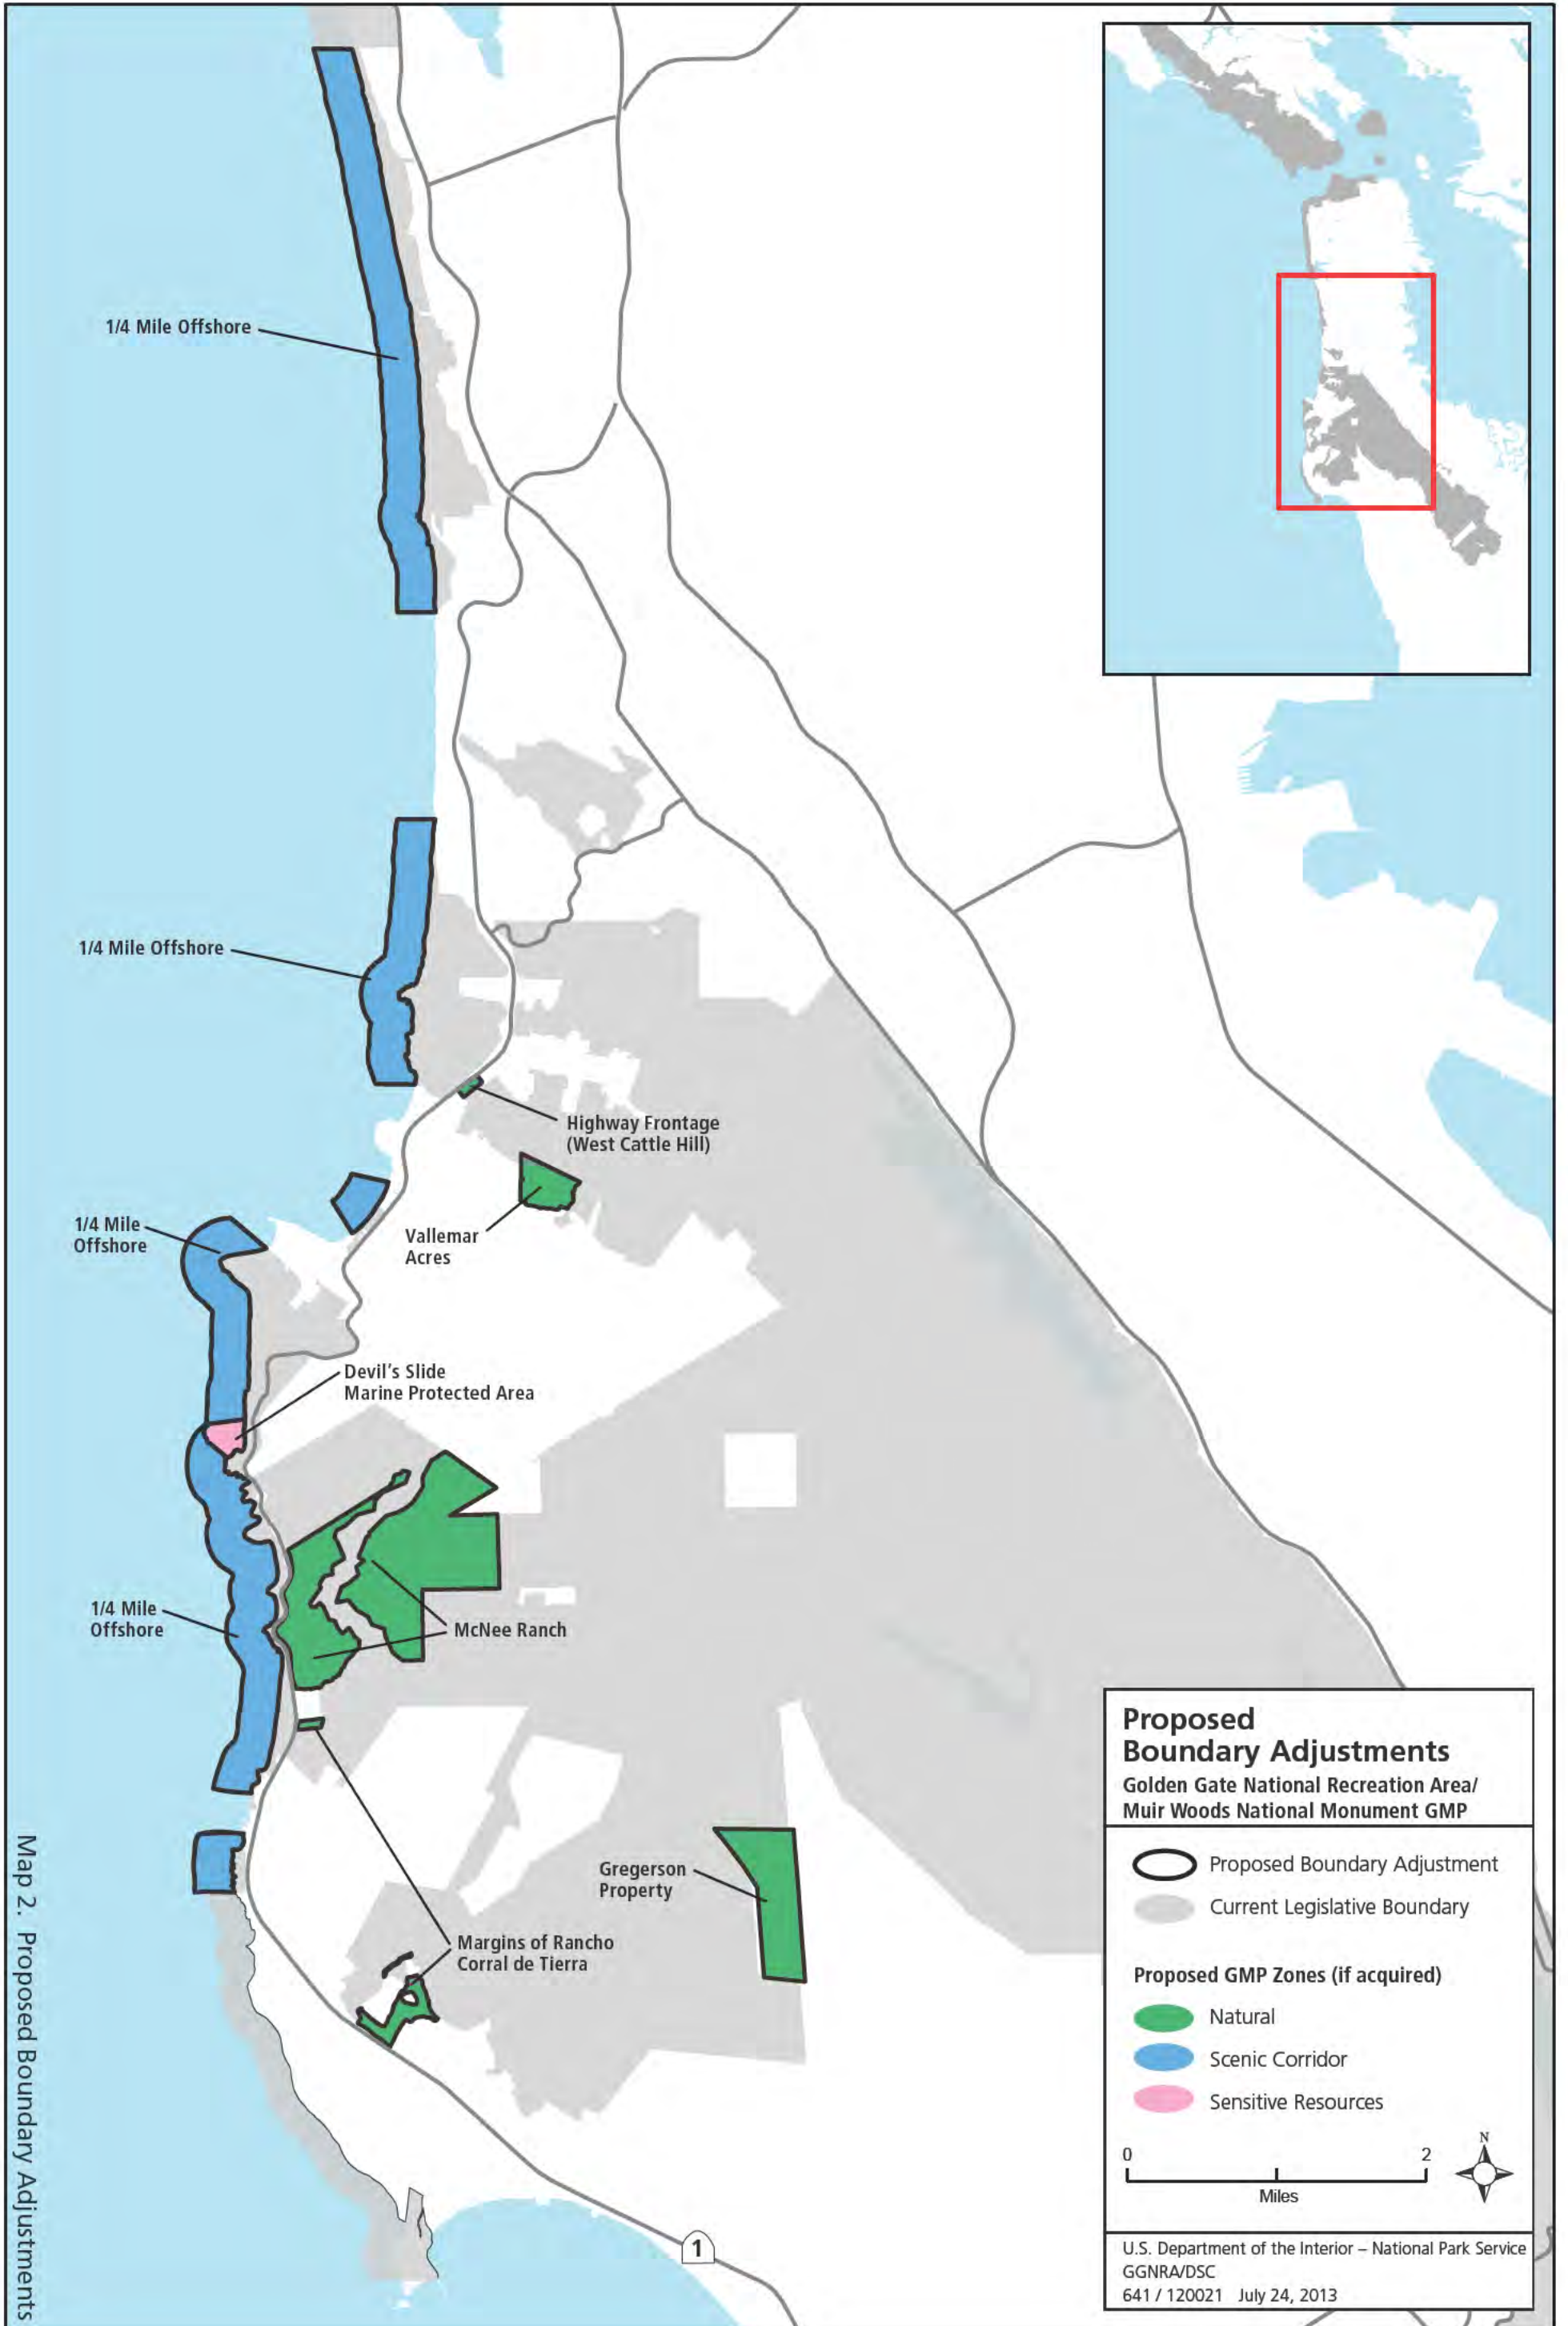 1/4 Mile Offshore
1/4 Mile Offshore
Highway Frontage
(West Cattle Hill)
Vallemar
Acres
1/4 Mile
Offshore
Devil's Slide
Marine Protected Area
1/4 Mile
Offshore
McNee Ranch
Gregerson
Property
Margins of Rancho
Corral de Tierra
1
Map 2. Proposed Boundary Adjustments
Proposed
Boundary Adjustments
Golden Gate National Recreation Area/
Muir Woods National Monument GMP
Proposed Boundary Adjustment
Current Legislative Boundary
Proposed GMP Zones (if acquired)
Natural
Scenic Corridor
Sensitive Resources
N
0 2
Miles
U.S. Department of the Interior – National Park Service
GGNRA/DSC
641 / 120021 July 24, 2013